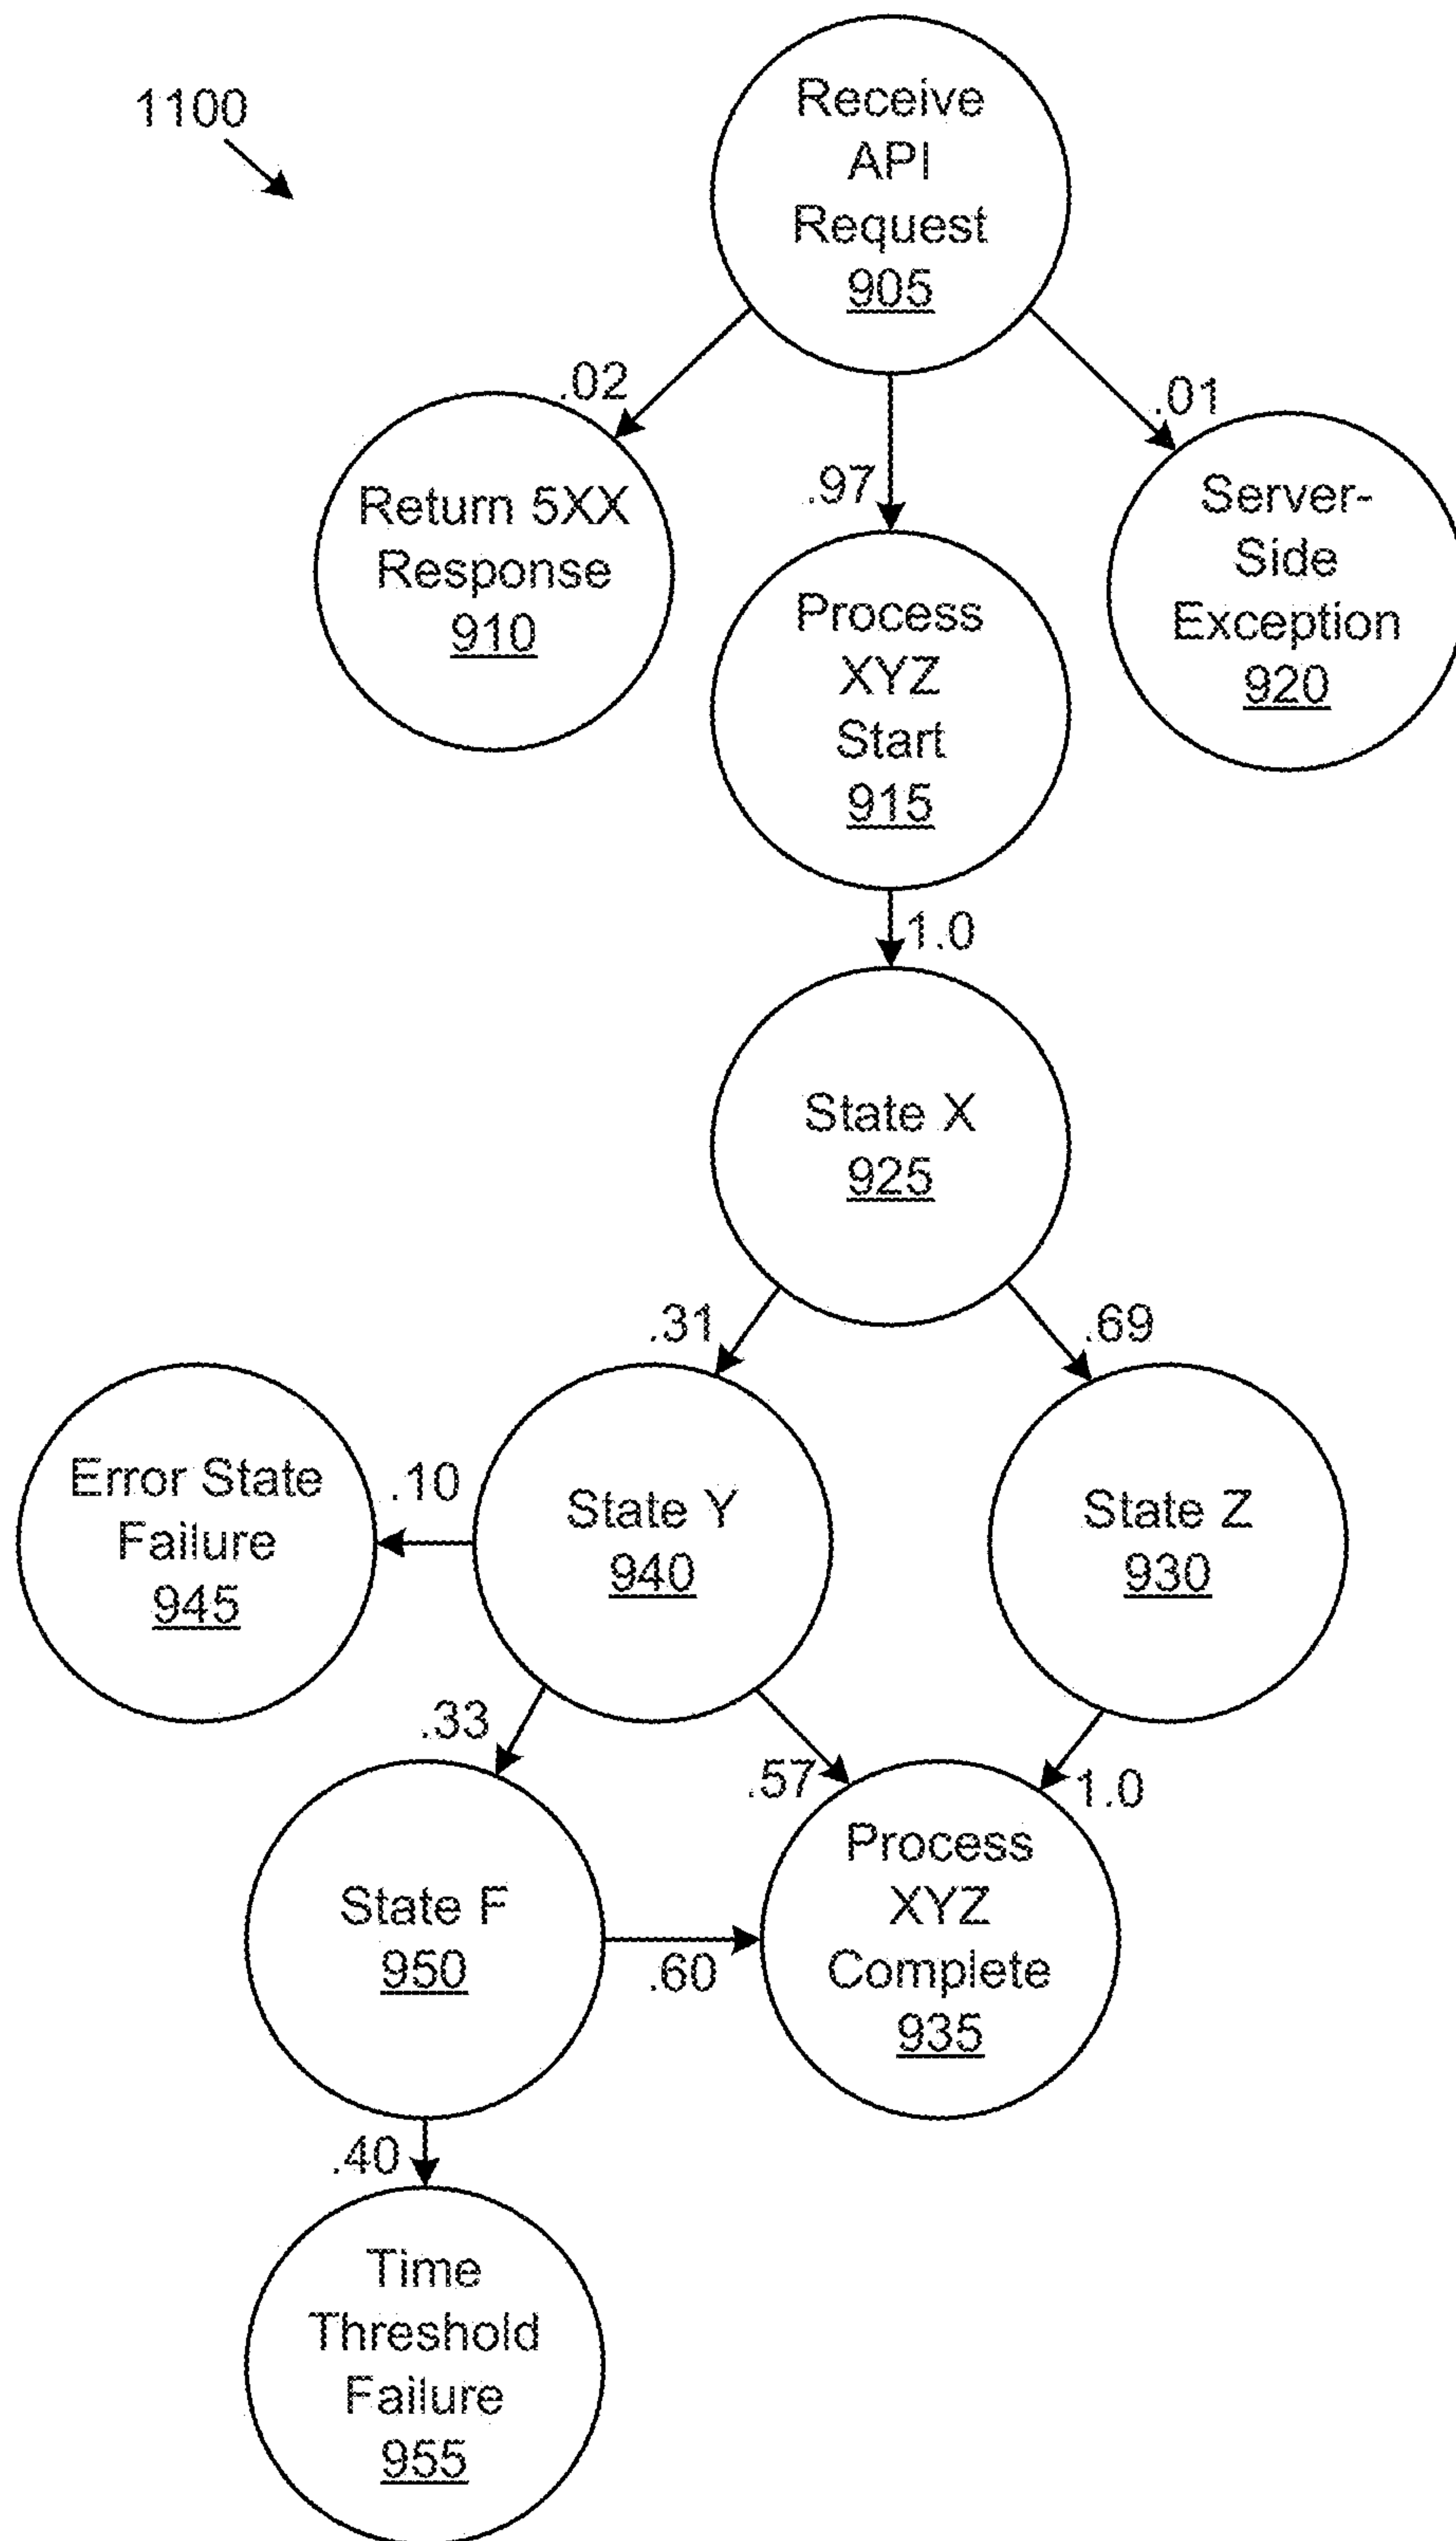 1100
Receive
API
Request
905
.02
.97
.01
Return 5XX
Response
910
Process
XYZ
Start
915
Server-
Side
Exception
920
1.0
State X
925
.31
.69
Error State
Failure
945
.10
State Y
940
State Z
930
.33
.57
1.0
State F
950
.60
Process
XYZ
Complete
935
.40
Time
Threshold
Failure
955